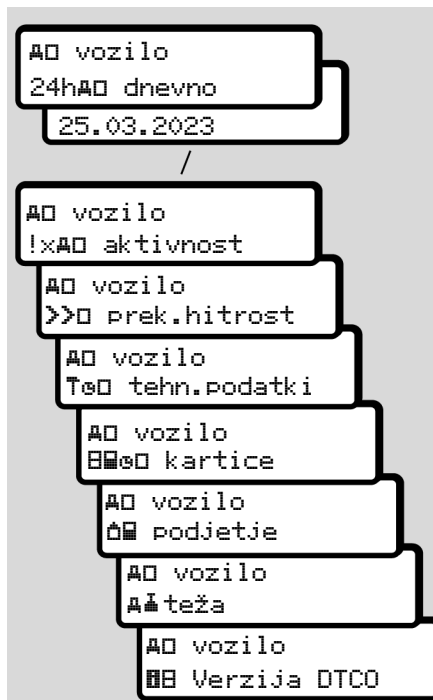 vozilo
24h dnevno
25.03.2023
/
vozilo
!x aktivnost
vozilo
>> prek.hitrost
vozilo
tehn.podatki
vozilo
kartice
vozilo
podjetje
vozilo
teža
vozilo
Verzija DTCO